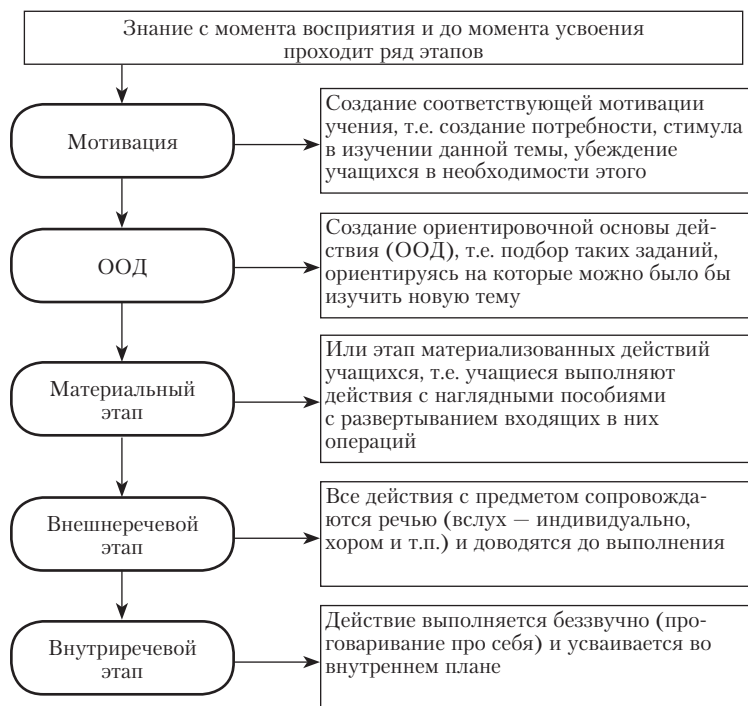 Знание с момента восприятия и до момента усвоения
проходит ряд этапов
Мотивация
Создание соответствующей мотивации
учения, т.е. создание потребности, стимула
в изучении данной темы, убеждение
учащихся в необходимости этого
ООД
Создание ориентировочной основы дей-
ствия (ООД), т.е. подбор таких заданий,
ориентируясь на которые можно было бы
изучить новую тему
Материальный
этап
Или этап материализованных действий
учащихся, т.е. учащиеся выполняют
действия с наглядными пособиями
с развертыванием входящих в них
операций
Внешнеречевой
этап
Все действия с предметом сопровожда-
ются речью (вслух — индивидуально,
хором и т.п.) и доводятся до выполнения
Внутриречевой
этап
Действие выполняется беззвучно (про-
говаривание про себя) и усваивается во
внутреннем плане